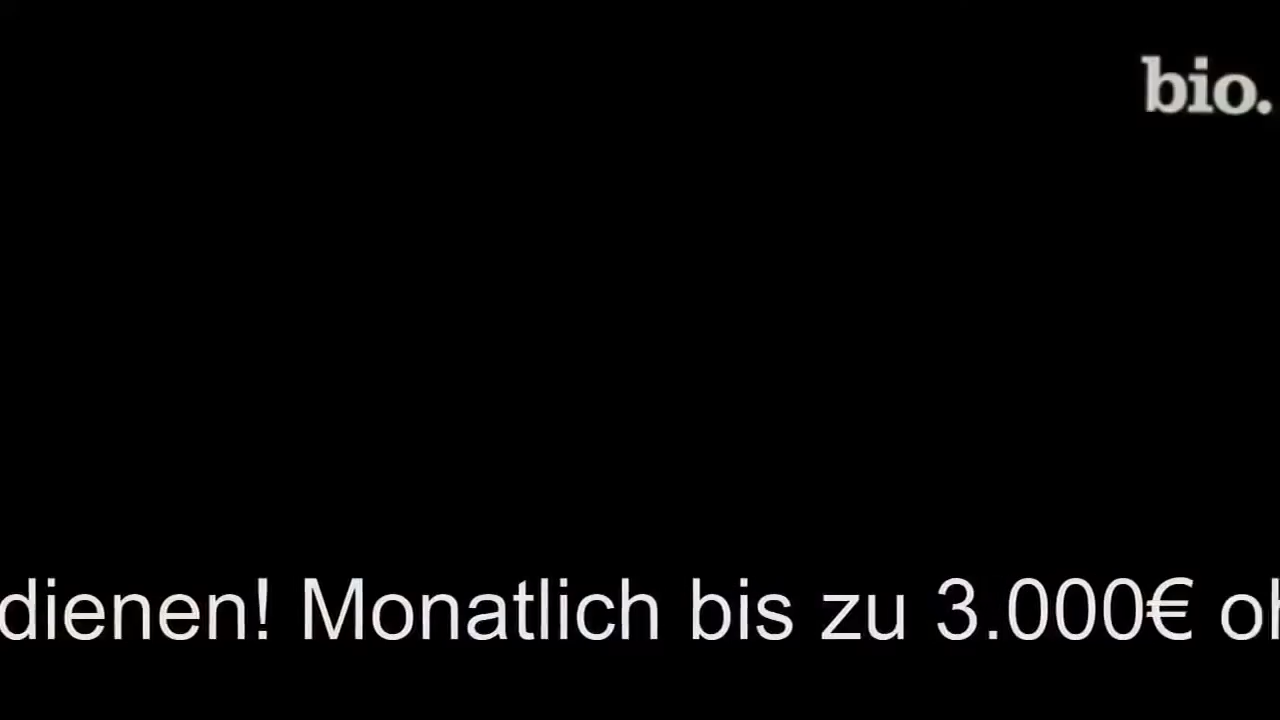 bio.
dienen! Monatlich bis zu 3.000€